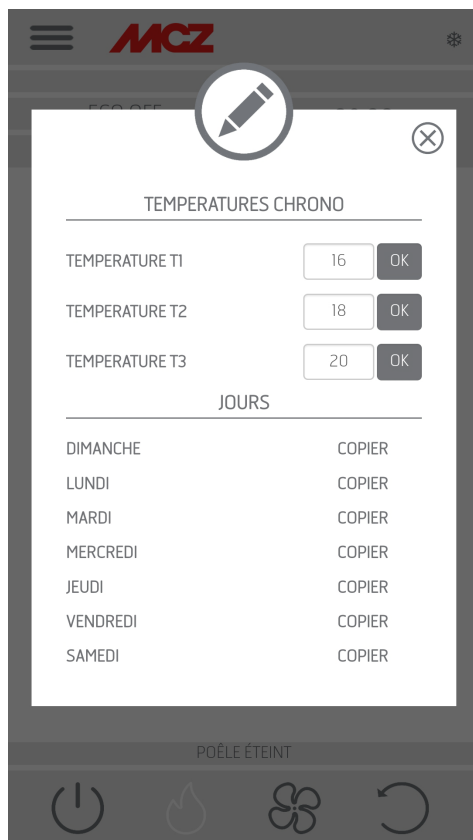 MCZ
TEMPERATURES CHRONO
TEMPERATURE T1 16 OK
TEMPERATURE T2 18 OK
TEMPERATURE T3 20 OK
JOURS
DIMANCHE COPIER
LUNDI COPIER
MARDI COPIER
MERCREDI COPIER
JEUDI COPIER
VENDREDI COPIER
SAMEDI COPIER
POÊLE ÉTEINT